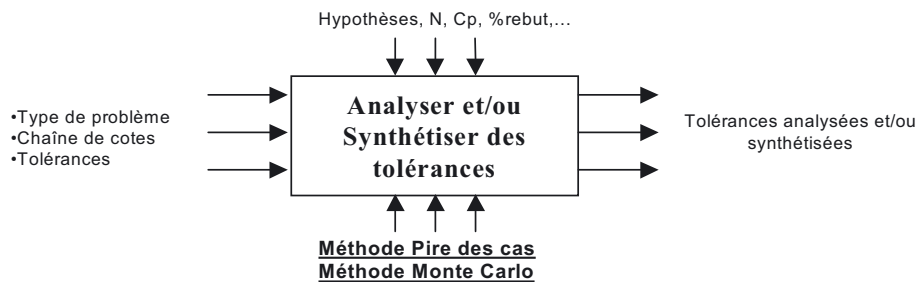 Hypothèses, N, Cp, %rebut,...
Analyser et/ou
Synthétiser des
tolérances
•Type de problème
•Chaîne de cotes
•Tolérances
Tolérances analysées et/ou
synthétisées
Méthode Pire des cas
Méthode Monte Carlo